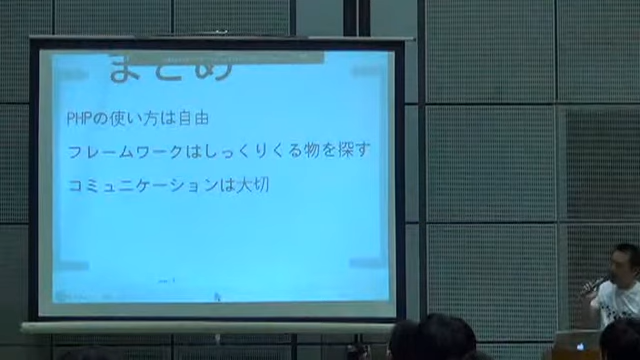 まとめ
PHPの使い方は自由
フレームワークはしっくりくる物を探す
コミュニケーションは大切